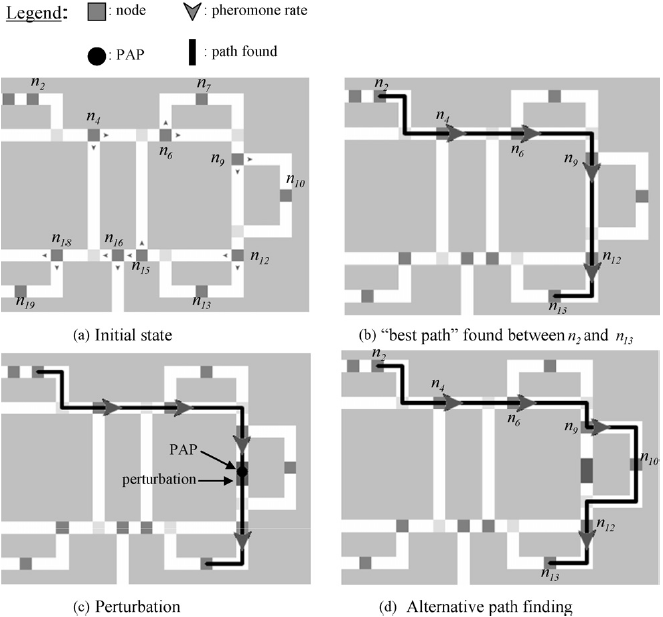 Legend:
: node
: pheromone rate
: PAP
: path found
n2
n4
n7
n6
n9
n10
n18
n16
n15
n12
n19
n13
(a) Initial state
n2
n4
n6
n9
n12
n13
(b) “best path” found between n2 and n13
PAP
perturbation
(c) Perturbation
n2
n4
n6
n9
n10
n12
n13
(d) Alternative path finding